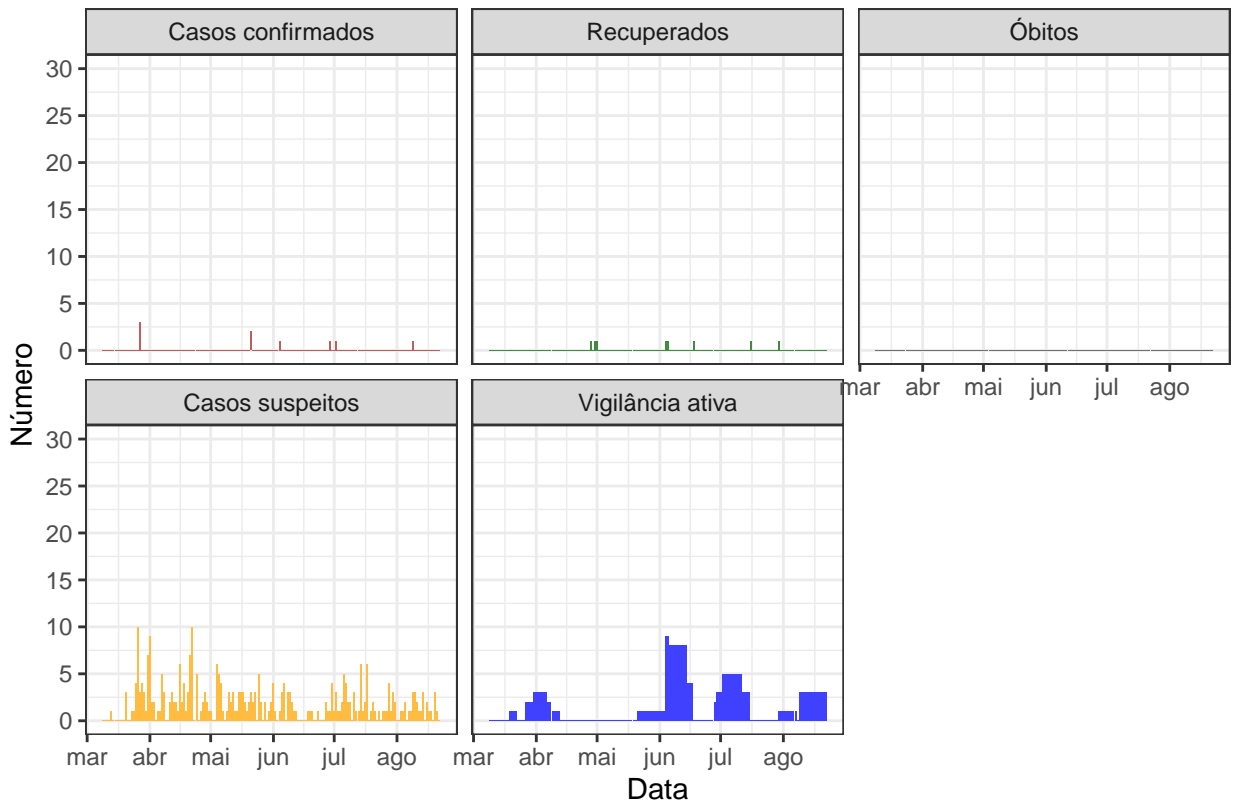 Casos confirmados Recuperados Óbitos
30
25
20
15
10
5
0
mar abr mai jun jul ago
Número
Casos suspeitos Vigilância ativa
30
25
20
15
10
5
0
mar abr mai jun jul ago mar abr mai jun jul ago
Data